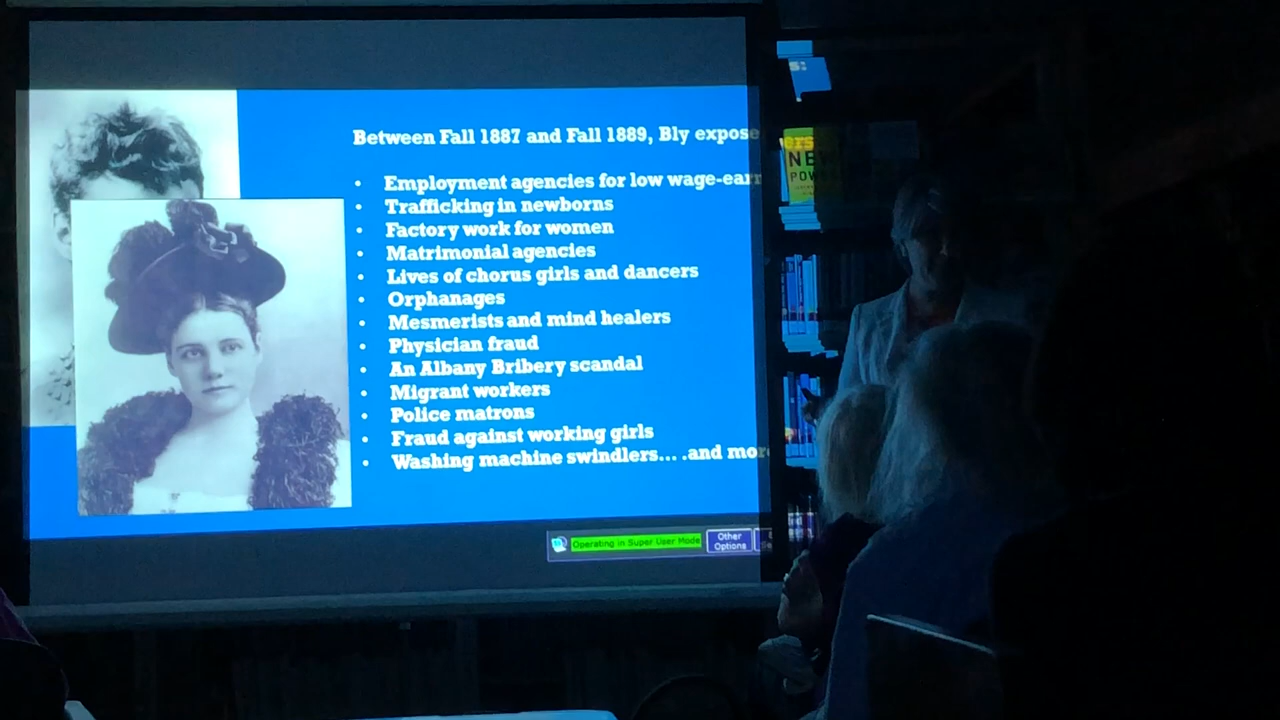 Between Fall 1887 and Fall 1889, Bly expose
• Employment agencies for low wage-earners
• Trafficking in newborns
• Factory work for women
• Matrimonial agencies
• Lives of chorus girls and dancers
• Orphanages
• Mesmerists and mind healers
• Physician fraud
• An Albany Bribery scandal
• Migrant workers
• Police matrons
• Fraud against working girls
• Washing machine swindlers... .and more
Operating in Super User Mode
Other
Options
s:
NEW
POW